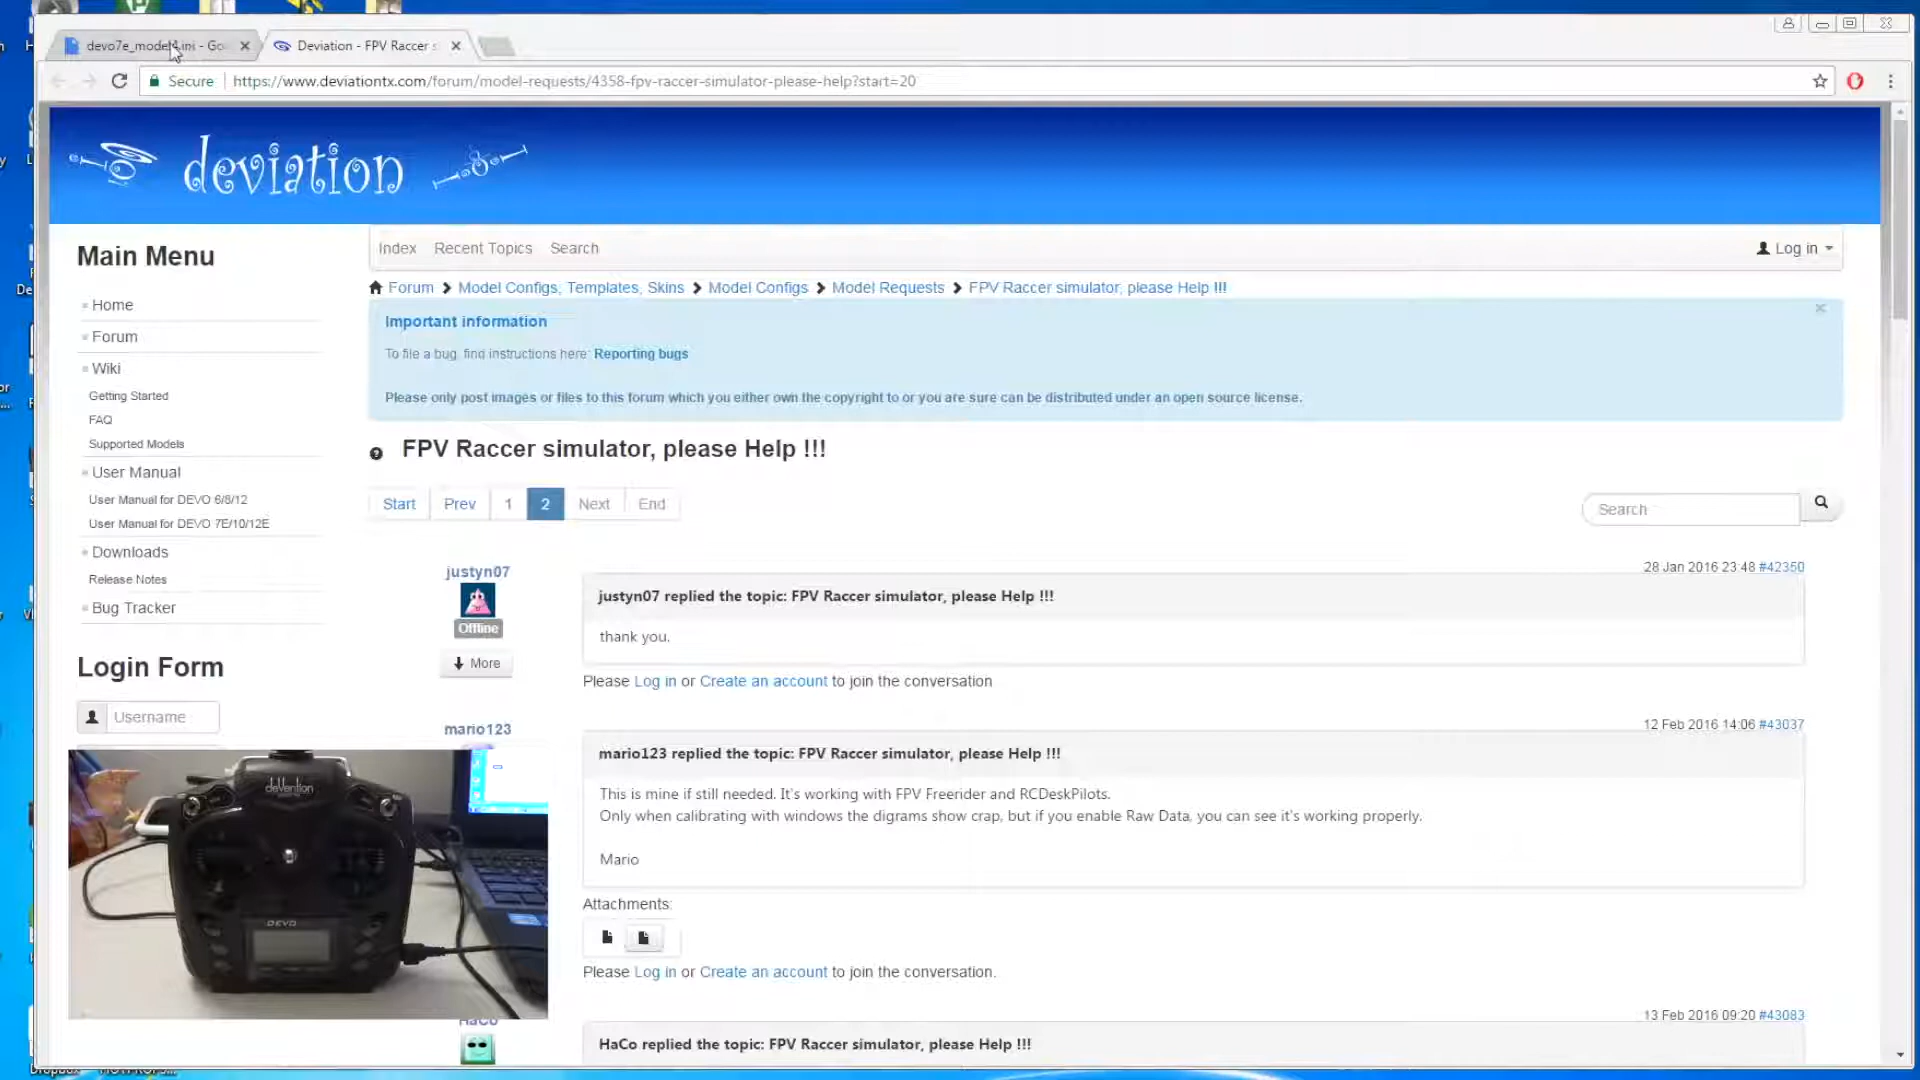 devo7e_model4.ini - Go
Deviation - FPV Raccer s
Secure
https://www.deviationtx.com/forum/model-requests/4358-fpv-raccer-simulator-please-help?start=20
deviation
Main Menu
Home
Forum
Wiki
Getting Started
FAQ
Supported Models
User Manual
User Manual for DEVO 6/8/12
User Manual for DEVO 7E/10/12E
Downloads
Release Notes
Bug Tracker
Login Form
Username
Index Recent Topics Search
Log in
Forum Model Configs, Templates, Skins Model Configs Model Requests FPV Raccer simulator, please Help !!!
Important information
To file a bug, find instructions here: Reporting bugs
Please only post images or files to this forum which you either own the copyright to or you are sure can be distributed under an open source license.
FPV Raccer simulator, please Help !!!
Start Prev 1 2 Next End
Search
justyn07
Offline
More
28 Jan 2016 23:48 #42350
justyn07 replied the topic: FPV Raccer simulator, please Help !!!
thank you.
Please Log in or Create an account to join the conversation
mario123
12 Feb 2016 14:06 #43037
mario123 replied the topic: FPV Raccer simulator, please Help !!!
This is mine if still needed. It's working with FPV Freerider and RCDeskPilots.
Only when calibrating with windows the digrams show crap, but if you enable Raw Data, you can see it's working properly.
Mario
Attachments:
Please Log in or Create an account to join the conversation.
HaCo
13 Feb 2016 09:20 #43083
HaCo replied the topic: FPV Raccer simulator, please Help !!!
devention
DEVO
Dropbox